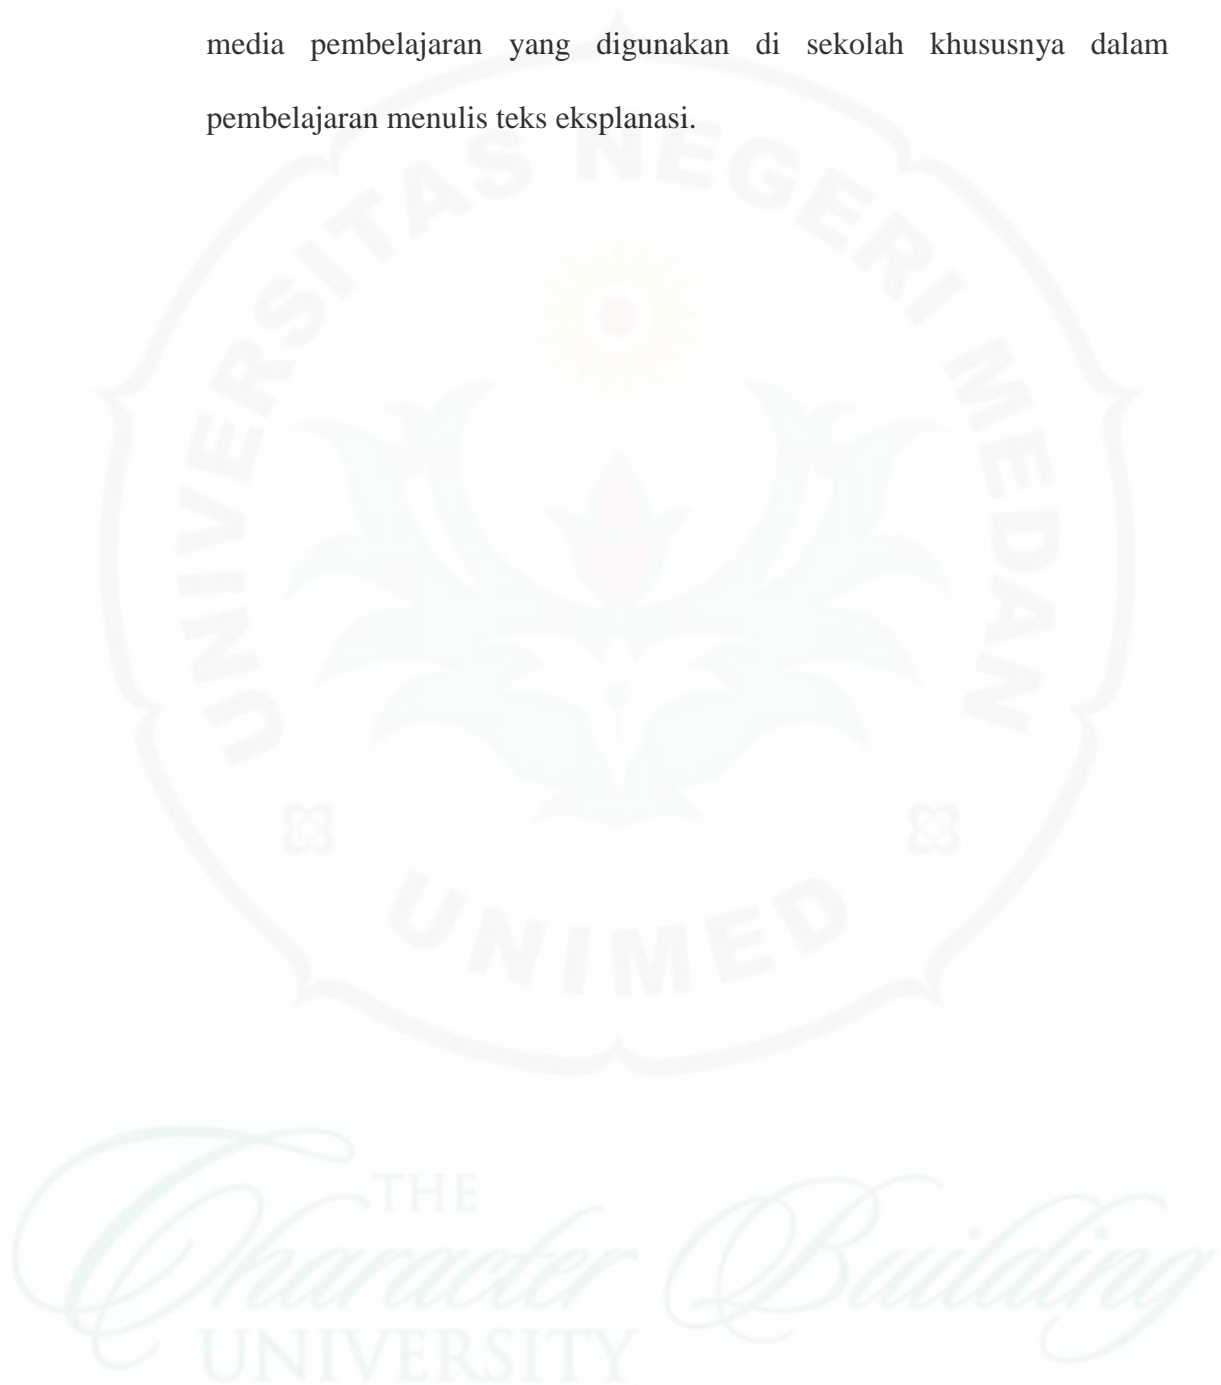 media pembelajaran yang digunakan di sekolah khususnya dalam
pembelajaran menulis teks eksplanasi.
UNIVERSITAS NEGERI MEDAN
UNIMED
THE
Character Building
UNIVERSITY